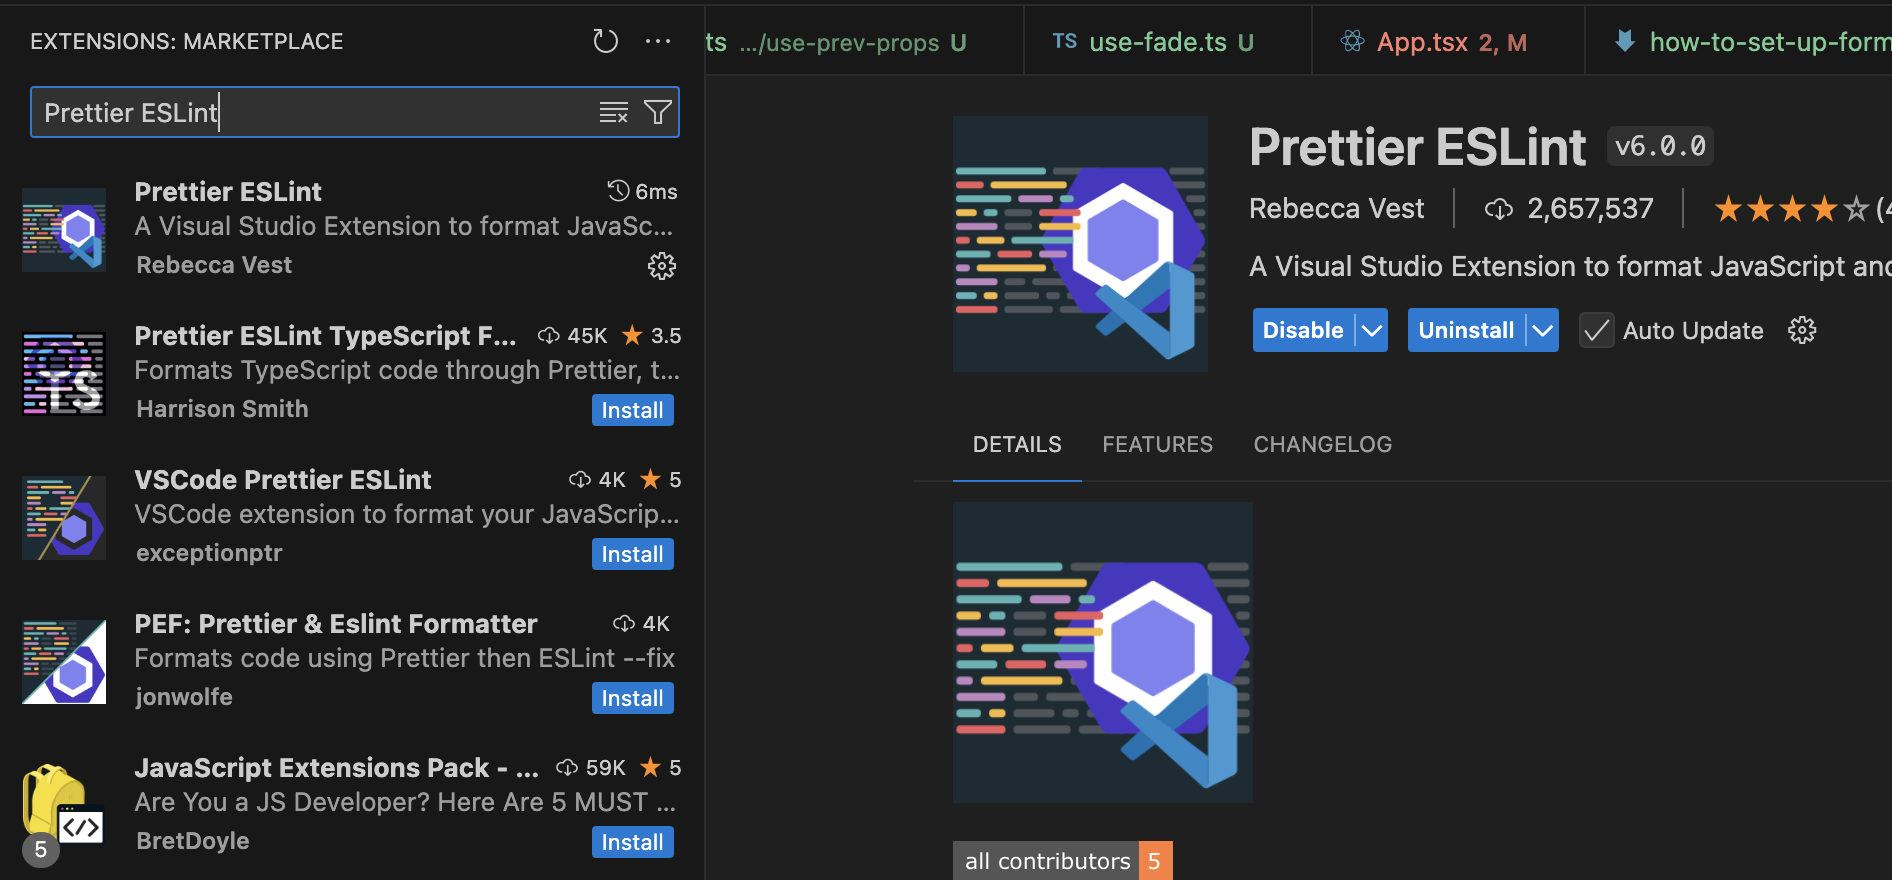 EXTENSIONS: MARKETPLACE
Prettier ESLint
Prettier ESLint 6ms
A Visual Studio Extension to format JavaSc...
Rebecca Vest
Prettier ESLint TypeScript F... 45K 3.5
Formats TypeScript code through Prettier, t...
Harrison Smith Install
VSCode Prettier ESLint 4K 5
VSCode extension to format your JavaScrip...
exceptionptr Install
PEF: Prettier & Eslint Formatter 4K
Formats code using Prettier then ESLint --fix
jonwolfe Install
JavaScript Extensions Pack - ... 59K 5
Are You a JS Developer? Here Are 5 MUST ...
BretDoyle Install
5
TS
ts .../use-prev-props U TS use-fade.ts U App.tsx 2, M how-to-set-up-form
Prettier ESLint v6.0.0
Rebecca Vest 2,657,537 (4
A Visual Studio Extension to format JavaScript and
Disable Uninstall Auto Update
DETAILS FEATURES CHANGELOG
all contributors 5